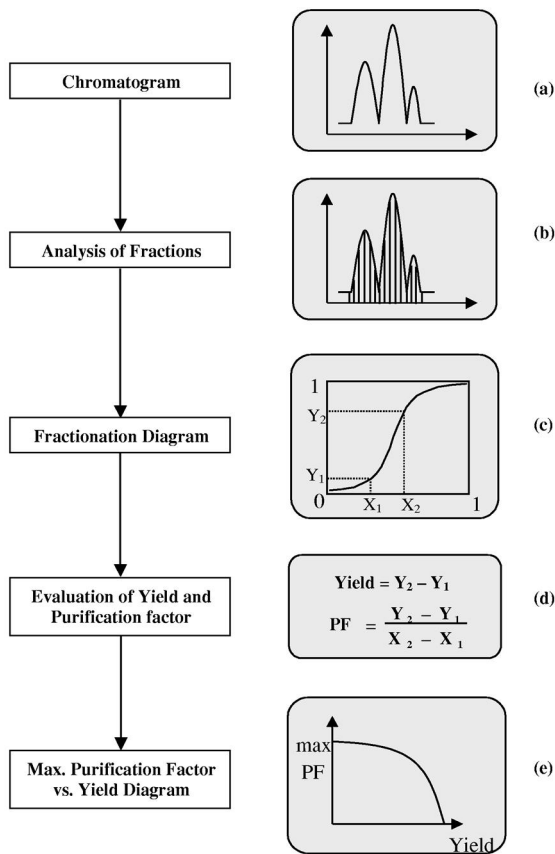 Chromatogram
(a)
Analysis of Fractions
(b)
Fractionation Diagram
1
Y₂
Y₁
0
X₁
X₂
1
(c)
Evaluation of Yield and
Purification factor
Yield = Y₂ – Y₁
PF = Y₂ – Y₁
X₂ – X₁
(d)
Max. Purification Factor
vs. Yield Diagram
max
PF
Yield
(e)